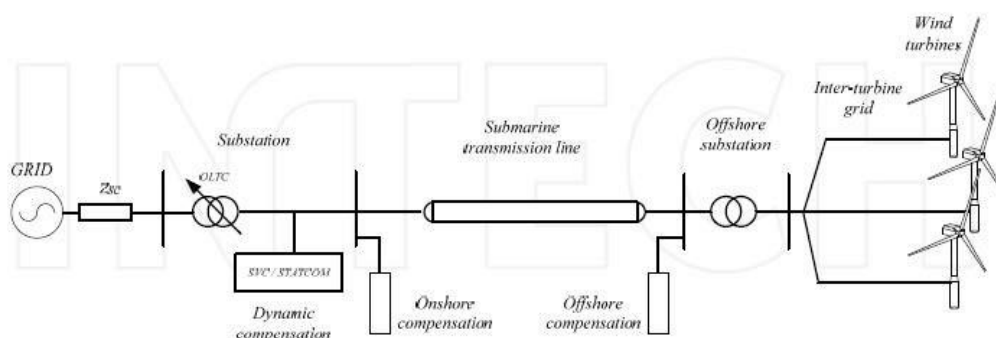 INTECH
Wind
turbines
Inter-turbine
grid
Substation
Submarine
transmission line
Offshore
substation
GRID
Zsc
OLTC
SVC / STATCOM
Dynamic
compensation
Onshore
compensation
Offshore
compensation